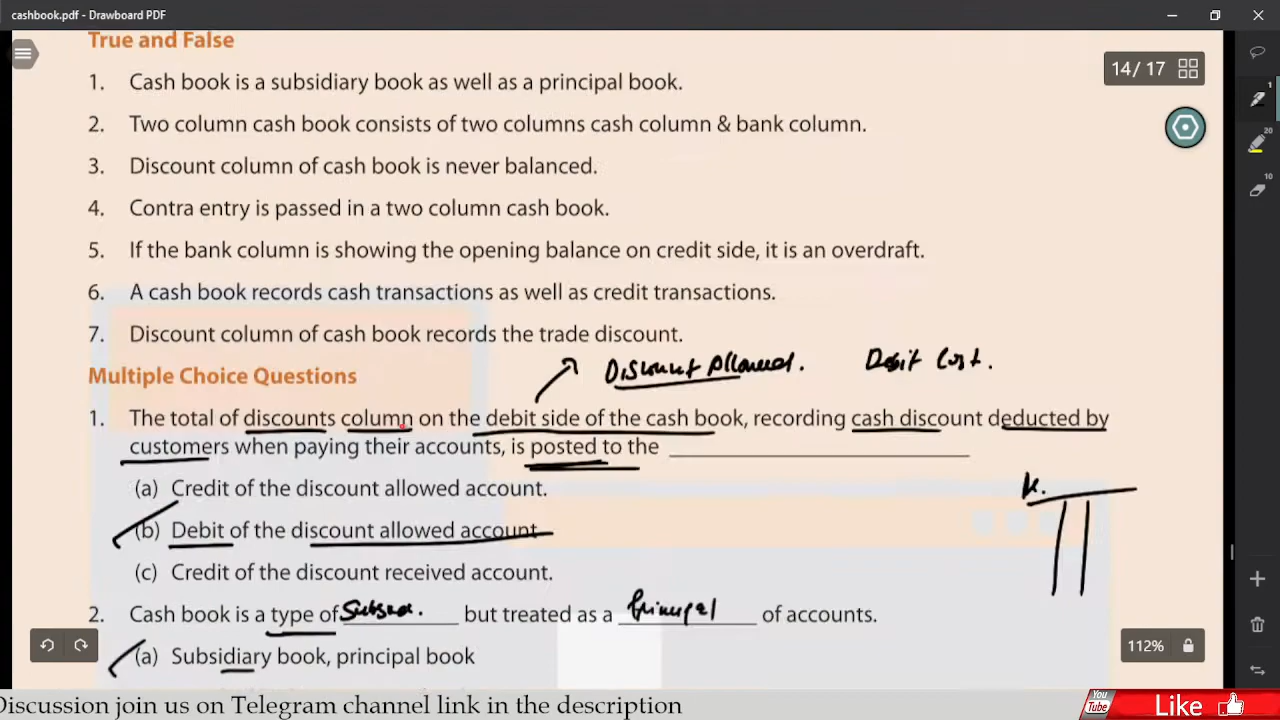 cashbook.pdf - Drawboard PDF
True and False
14 / 17
1. Cash book is a subsidiary book as well as a principal book.
2. Two column cash book consists of two columns cash column & bank column.
3. Discount column of cash book is never balanced.
4. Contra entry is passed in a two column cash book.
5. If the bank column is showing the opening balance on credit side, it is an overdraft.
6. A cash book records cash transactions as well as credit transactions.
7. Discount column of cash book records the trade discount.
Discount Allowed. Debit Cost.
Multiple Choice Questions
1. The total of discounts column on the debit side of the cash book, recording cash discount deducted by
customers when paying their accounts, is posted to the
(a) Credit of the discount allowed account.
(b) Debit of the discount allowed account
(c) Credit of the discount received account.
2. Cash book is a type of but treated as a Principal of accounts.
(a) Subsidiary book, principal book
112%
1
20
10
Discussion join us on Telegram channel link in the description
You Tube Like